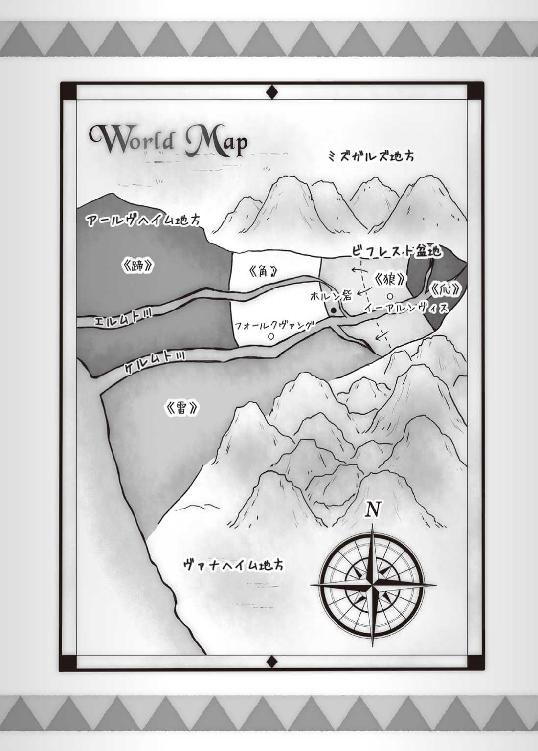 World Map
ミズガルズ地方
アールヴヘイム地方
ビフレスト盆地
《蹄》
《角》
《狼》
《爪》
ホルン砦
イーアルンヴィズ
エルムト川
フォールクヴァング
ケルムト川
《雷》
N
ヴァナヘイム地方